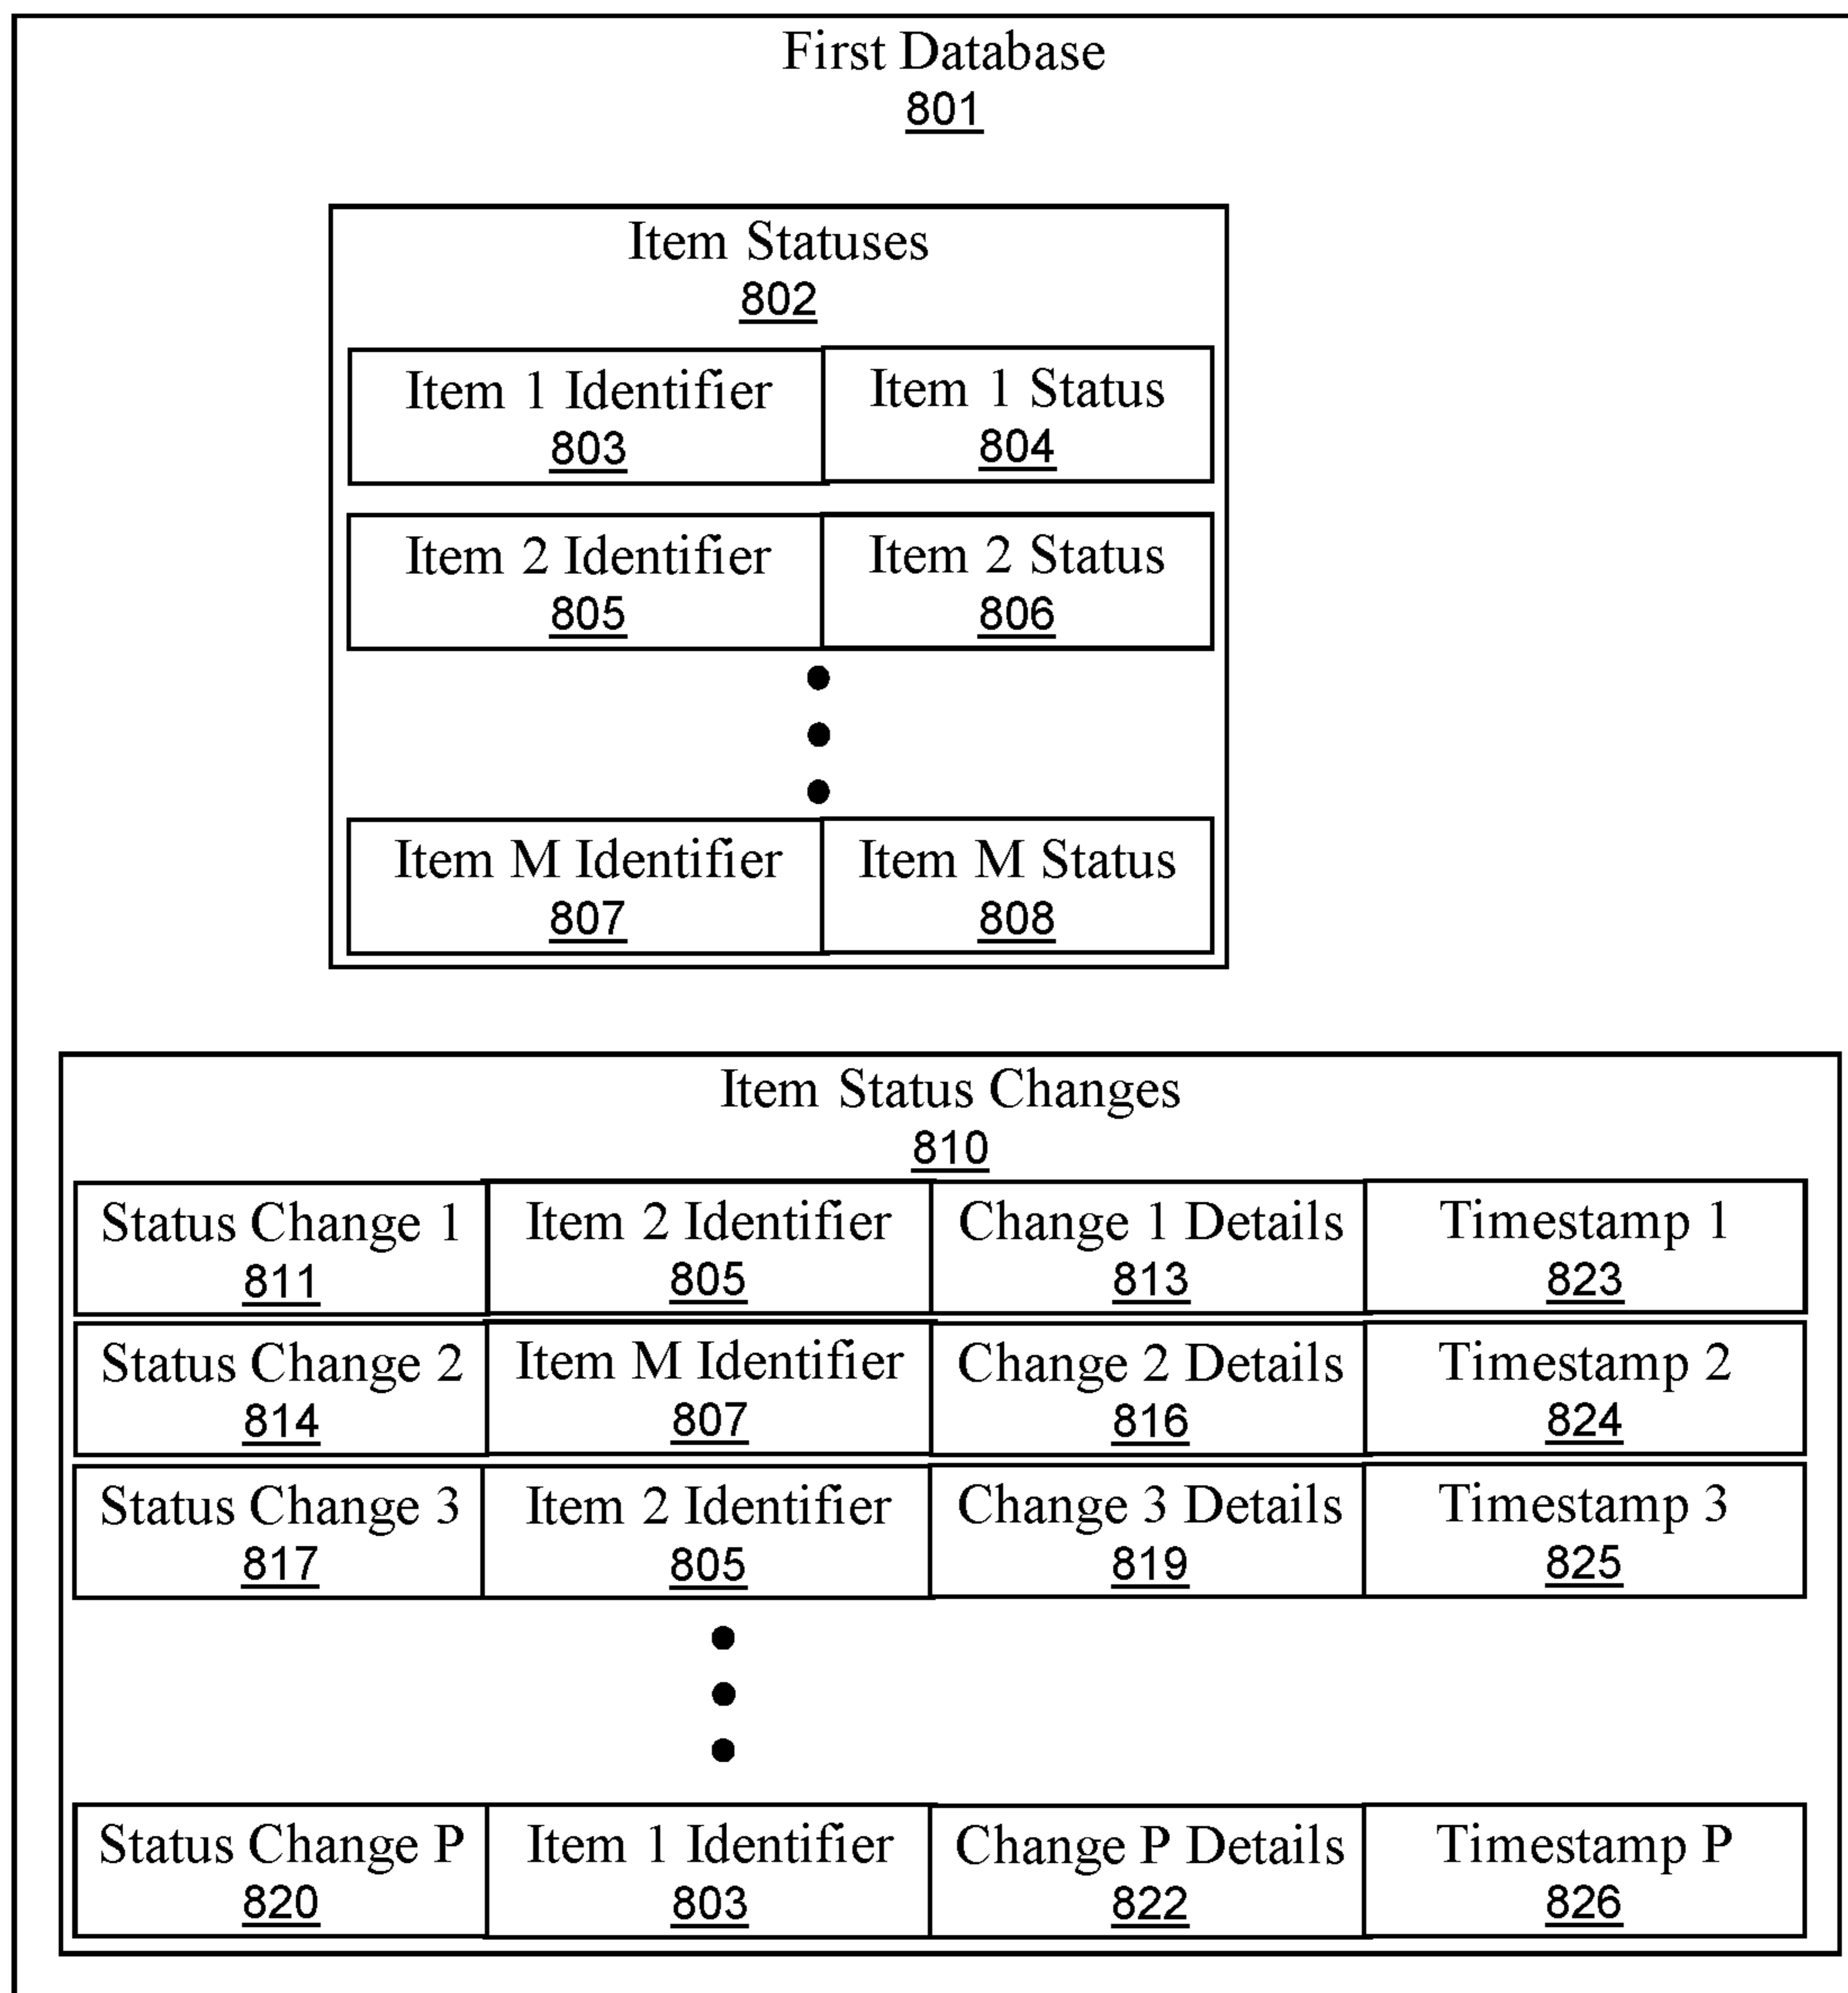 First Database
801
Item Statuses
802
Item 1 Identifier Item 1 Status
803 804
Item 2 Identifier Item 2 Status
805 806
Item M Identifier Item M Status
807 808
Item Status Changes
810
Status Change 1 Item 2 Identifier Change 1 Details Timestamp 1
811 805 813 823
Status Change 2 Item M Identifier Change 2 Details Timestamp 2
814 807 816 824
Status Change 3 Item 2 Identifier Change 3 Details Timestamp 3
817 805 819 825
Status Change P Item 1 Identifier Change P Details Timestamp P
820 803 822 826